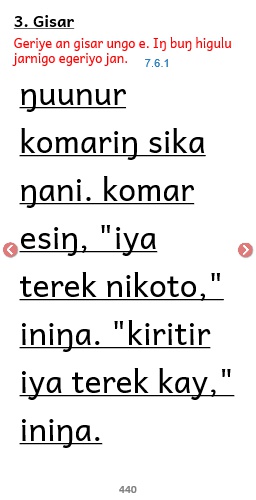 3. Gisar
Geriye an gisar ungo e. Iŋ buŋ higulu
jarnigo egeriyo jan.
7.6.1
ŋuunur
komariŋ sika
ŋani. komar
esiŋ, "iya
terek nikoto,"
iniŋa. "kiritir
iya terek kay,"
iniŋa.
440